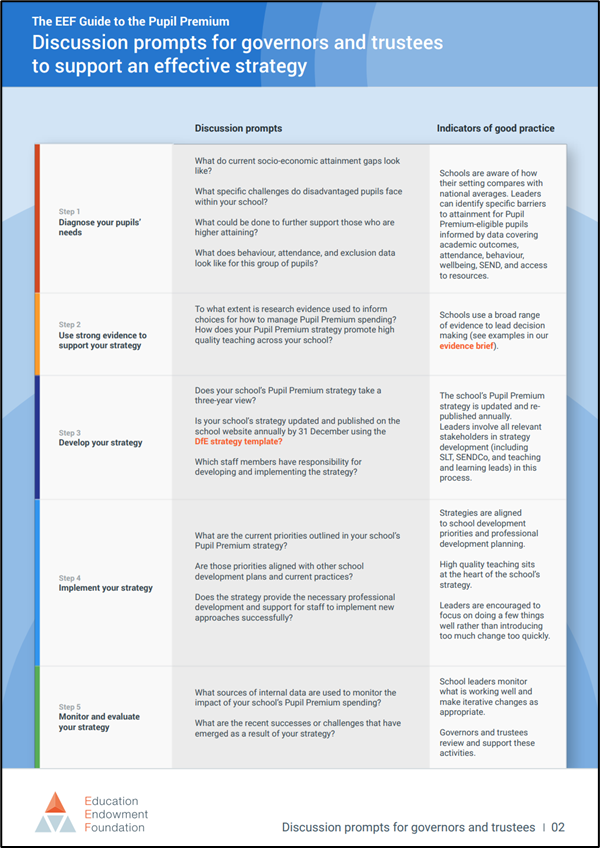 The EEF Guide to the Pupil Premium
Discussion prompts for governors and trustees
to support an effective strategy
Discussion prompts
Indicators of good practice
Step 1
Diagnose your pupils'
needs
What do current socio-economic attainment gaps look
like?
What specific challenges do disadvantaged pupils face
within your school?
What could be done to further support those who are
higher attaining?
What does behaviour, attendance, and exclusion data
look like for this group of pupils?
Schools are aware of how
their setting compares with
national averages. Leaders
can identify specific barriers
to attainment for Pupil
Premium-eligible pupils
informed by data covering
academic outcomes,
attendance, behaviour,
wellbeing, SEND, and access
to resources.
Step 2
Use strong evidence to
support your strategy
To what extent is research evidence used to inform
choices for how to manage Pupil Premium spending?
How does your Pupil Premium strategy promote high
quality teaching across your school?
Schools use a broad range
of evidence to lead decision
making (see examples in our
evidence brief).
Step 3
Develop your strategy
Does your school's Pupil Premium strategy take a
three-year view?
Is your school's strategy updated and published on the
school website annually by 31 December using the
DfE strategy template?
Which staff members have responsibility for
developing and implementing the strategy?
The school's Pupil Premium
strategy is updated and re-
published annually.
Leaders involve all relevant
stakeholders in strategy
development (including
SLT, SENDCo, and teaching
and learning leads) in this
process.
Step 4
Implement your strategy
What are the current priorities outlined in your school's
Pupil Premium strategy?
Are those priorities aligned with other school
development plans and current practices?
Does the strategy provide the necessary professional
development and support for staff to implement new
approaches successfully?
Strategies are aligned
to school development
priorities and professional
development planning.
High quality teaching sits
at the heart of the school's
strategy.
Leaders are encouraged to
focus on doing a few things
well rather than introducing
too much change too quickly.
Step 5
Monitor and evaluate
your strategy
What sources of internal data are used to monitor the
impact of your school's Pupil Premium spending?
What are the recent successes or challenges that have
emerged as a result of your strategy?
School leaders monitor
what is working well and
make iterative changes as
appropriate.
Governors and trustees
review and support these
activities.
E E F
Education
Endowment
Foundation
Discussion prompts for governors and trustees | 02